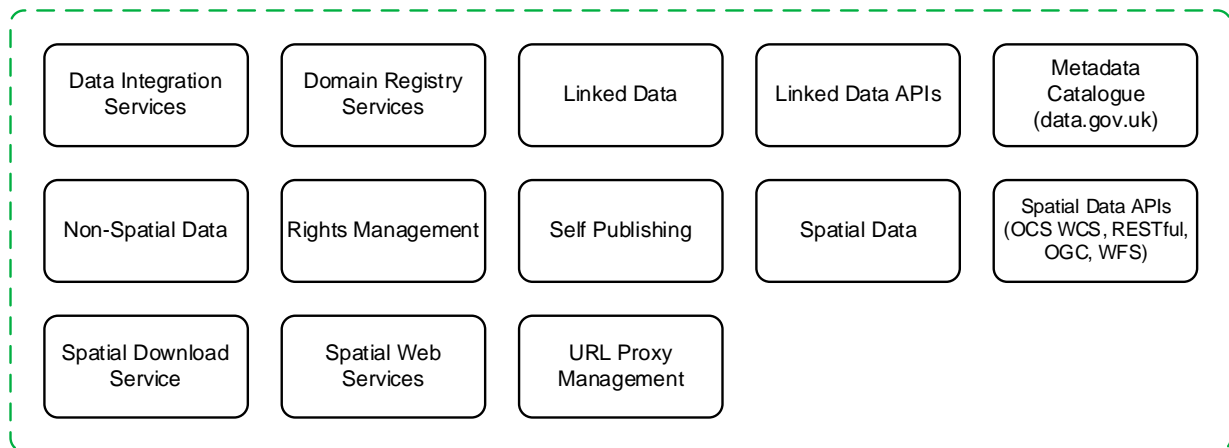 Data Integration
Services
Domain Registry
Services
Linked Data
Linked Data APIs
Metadada
Catalogue
(data.gov.uk)
Non-Spatial Data
Rights Management
Self Publishing
Spatial Data
Spatial Data APIs
(OCS WCS, RESTful,
OGC, WFS)
Spatial Download
Service
Spatial Web
Services
URL Proxy
Management